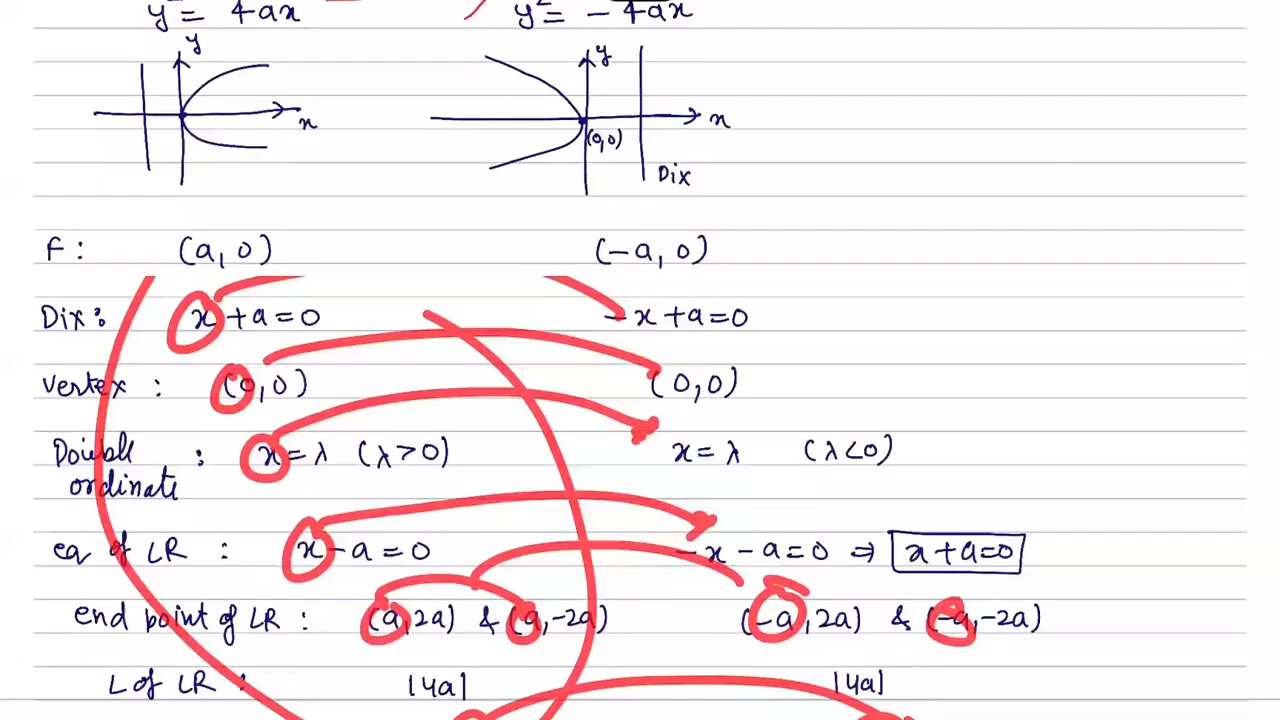 y² = 4ax y² = - 4ax
y y
x (0,0) x
Dix
F : (a, 0) (-a, 0)
Dix : x + a = 0 - x + a = 0
vertex : (0, 0) (0, 0)
Double : x = λ (λ > 0) x = λ (λ < 0)
ordinate
eq of LR : x - a = 0 - x - a = 0 ⇒ x + a = 0
end point of LR : (a, 2a) & (a, -2a) (-a, 2a) & (-a, -2a)
L of LR : |4a| |4a|